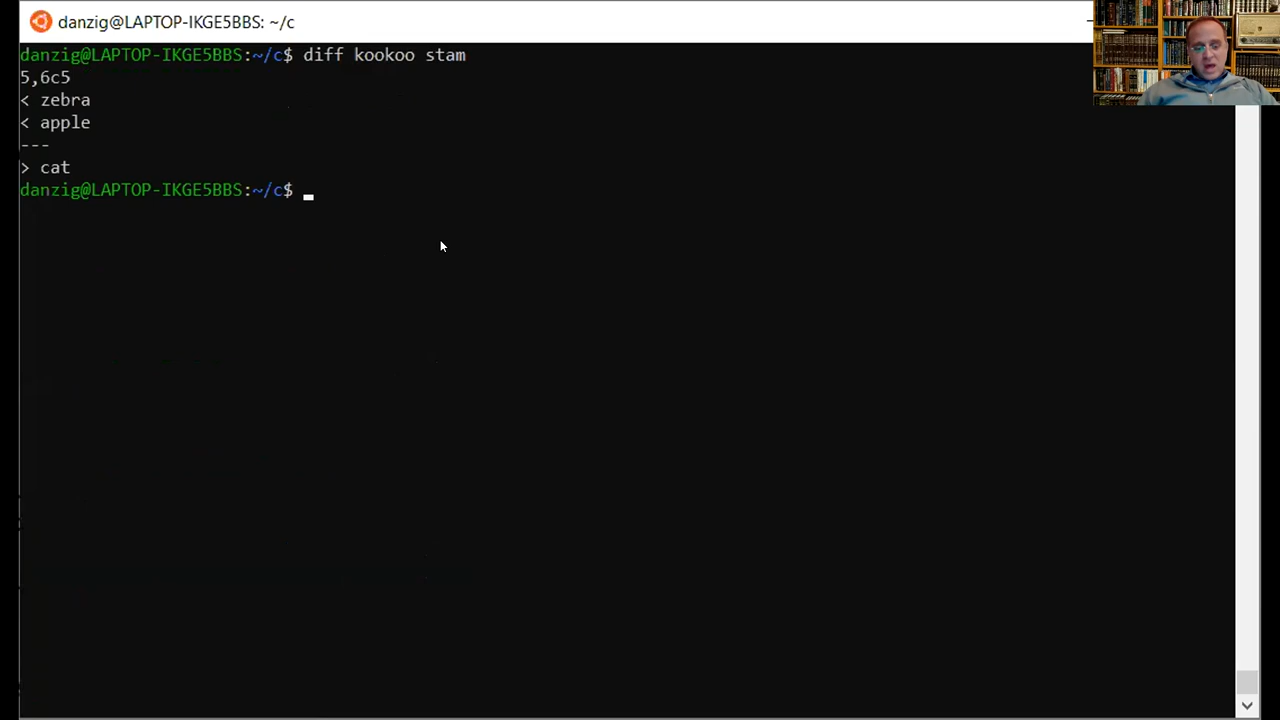 danzig@LAPTOP-IKGE5BBS: ~/c
danzig@LAPTOP-IKGE5BBS:~/c$ diff kookoo stam
5,6c5
< zebra
< apple
---
> cat
danzig@LAPTOP-IKGE5BBS:~/c$